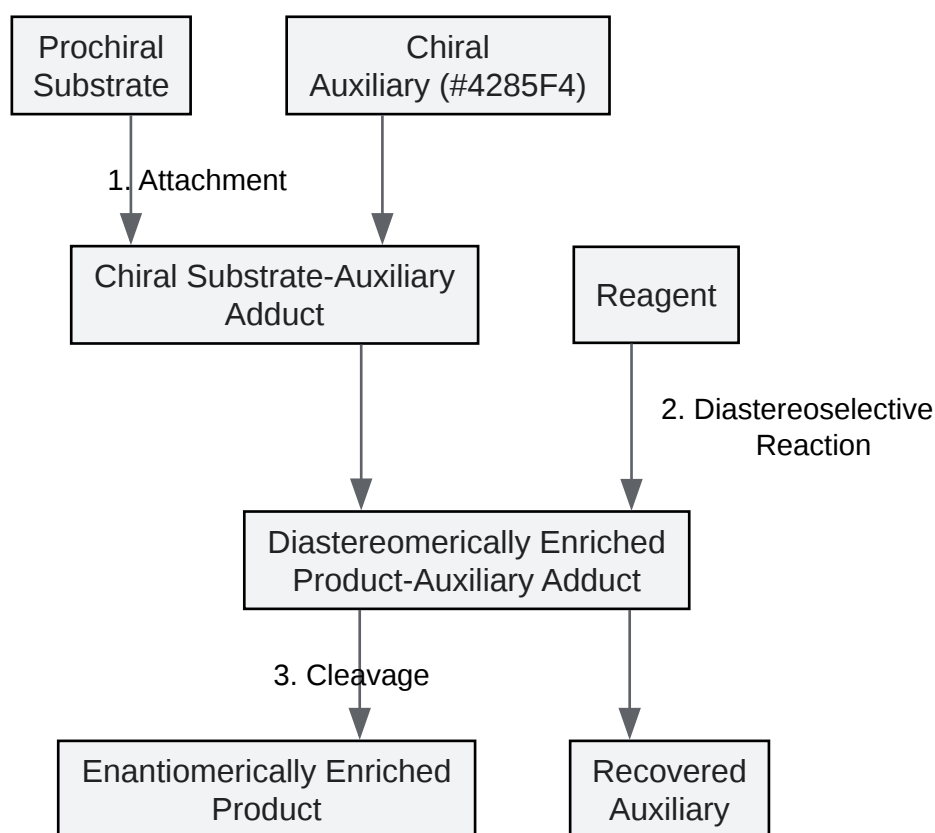 Prochiral
Substrate
Chiral
Auxiliary (#4285F4)
1. Attachment
Chiral Substrate-Auxiliary
Adduct
Reagent
2. Diastereoselective
Reaction
Diastereomerically Enriched
Product-Auxiliary Adduct
3. Cleavage
Enantiomerically Enriched
Product
Recovered
Auxiliary